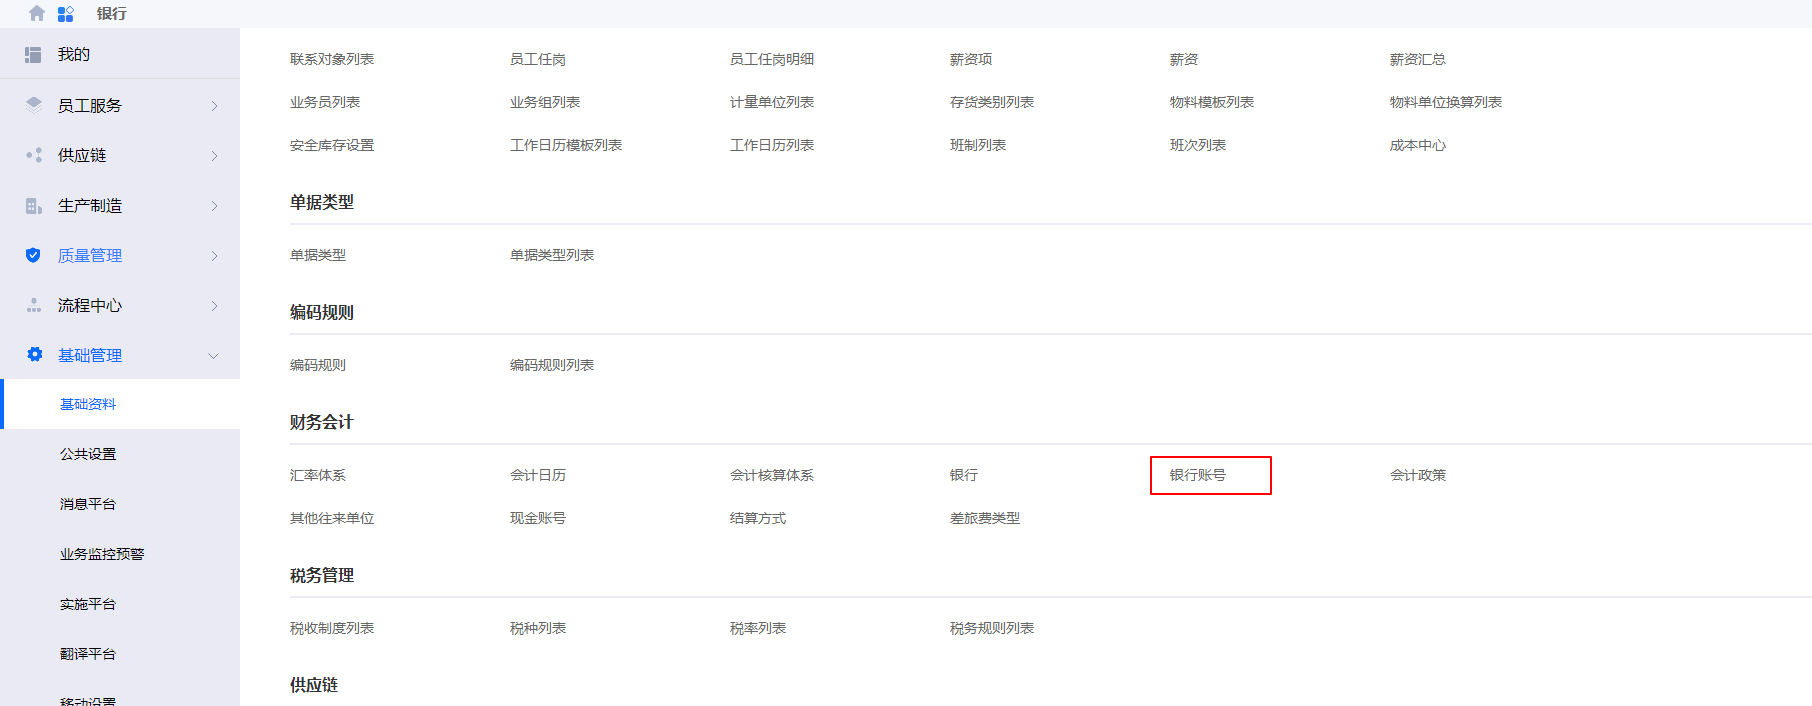 银行
我的
员工服务
供应链
生产制造
质量管理
流程中心
基础管理
基础资料
公共设置
消息平台
业务监控预警
实施平台
翻译平台
移动设置
联系对象列表 员工任岗 员工任岗明细 薪资项 薪资 薪资汇总
业务员列表 业务组列表 计量单位列表 存货类别列表 物料模板列表 物料单位换算列表
安全库存设置 工作日历模板列表 工作日历列表 班制列表 班次列表 成本中心
单据类型
单据类型 单据类型列表
编码规则
编码规则 编码规则列表
财务会计
汇率体系 会计日历 会计核算体系 银行 银行账号 会计政策
其他往来单位 现金账号 结算方式 差旅费类型
税务管理
税收制度列表 税种列表 税率列表 税务规则列表
供应链